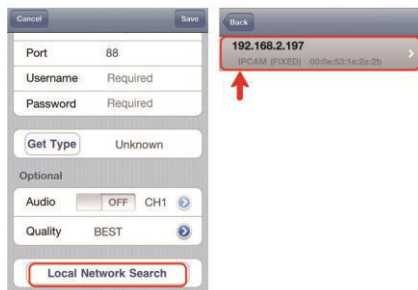 Cancel
Save
Port 88
Username Required
Password Required
Get Type Unknown
Optional
Audio OFF CH1
Quality BEST
Local Network Search
Back
192.168.2.197
IPCAM (FIXED) 00:0e:53:1e:2e:2b